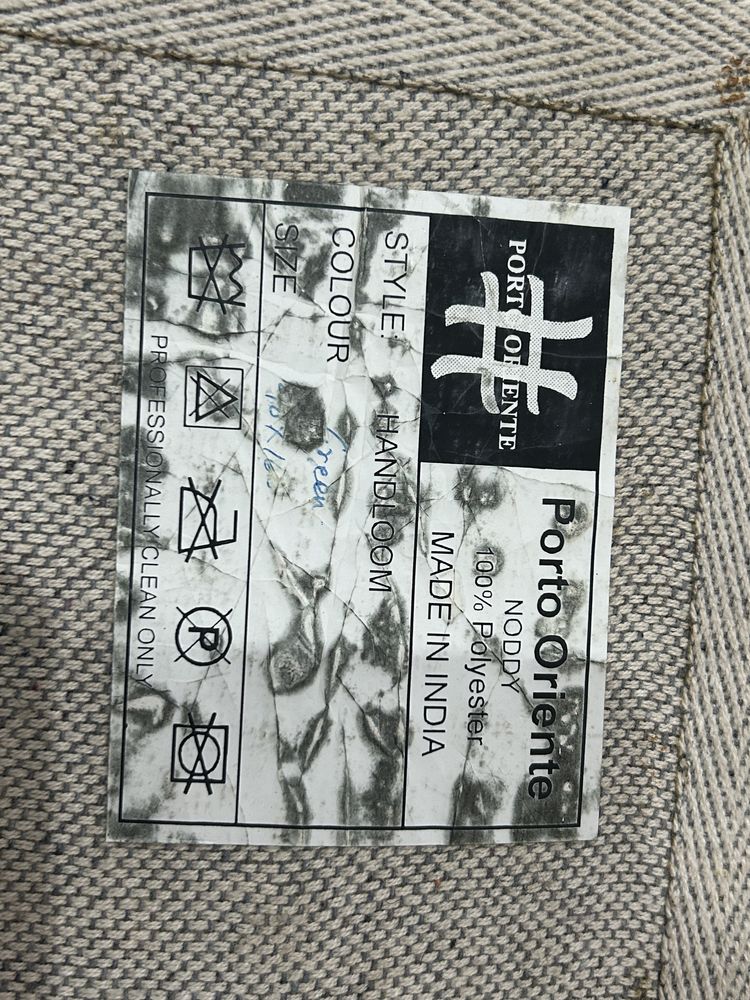 PORTO ORIENTE
Porto Oriente
NODDY
100% Polyester
MADE IN INDIA
STYLE: HANDLOOM
COLOUR Green
SIZE
P
PROFESSIONALLY CLEAN ONLY